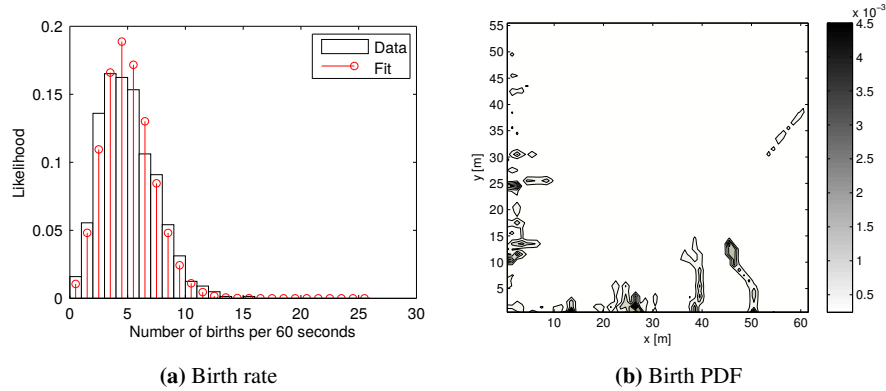 0.2
0.15
0.1
0.05
0
Likelihood
Data
Fit
0 5 10 15 20 25 30
Number of births per 60 seconds
(a) Birth rate
55
50
45
40
35
30
25
20
15
10
5
y [m]
10 20 30 40 50 60
x [m]
x 10⁻³
4.5
4
3.5
3
2.5
2
1.5
1
0.5
(b) Birth PDF